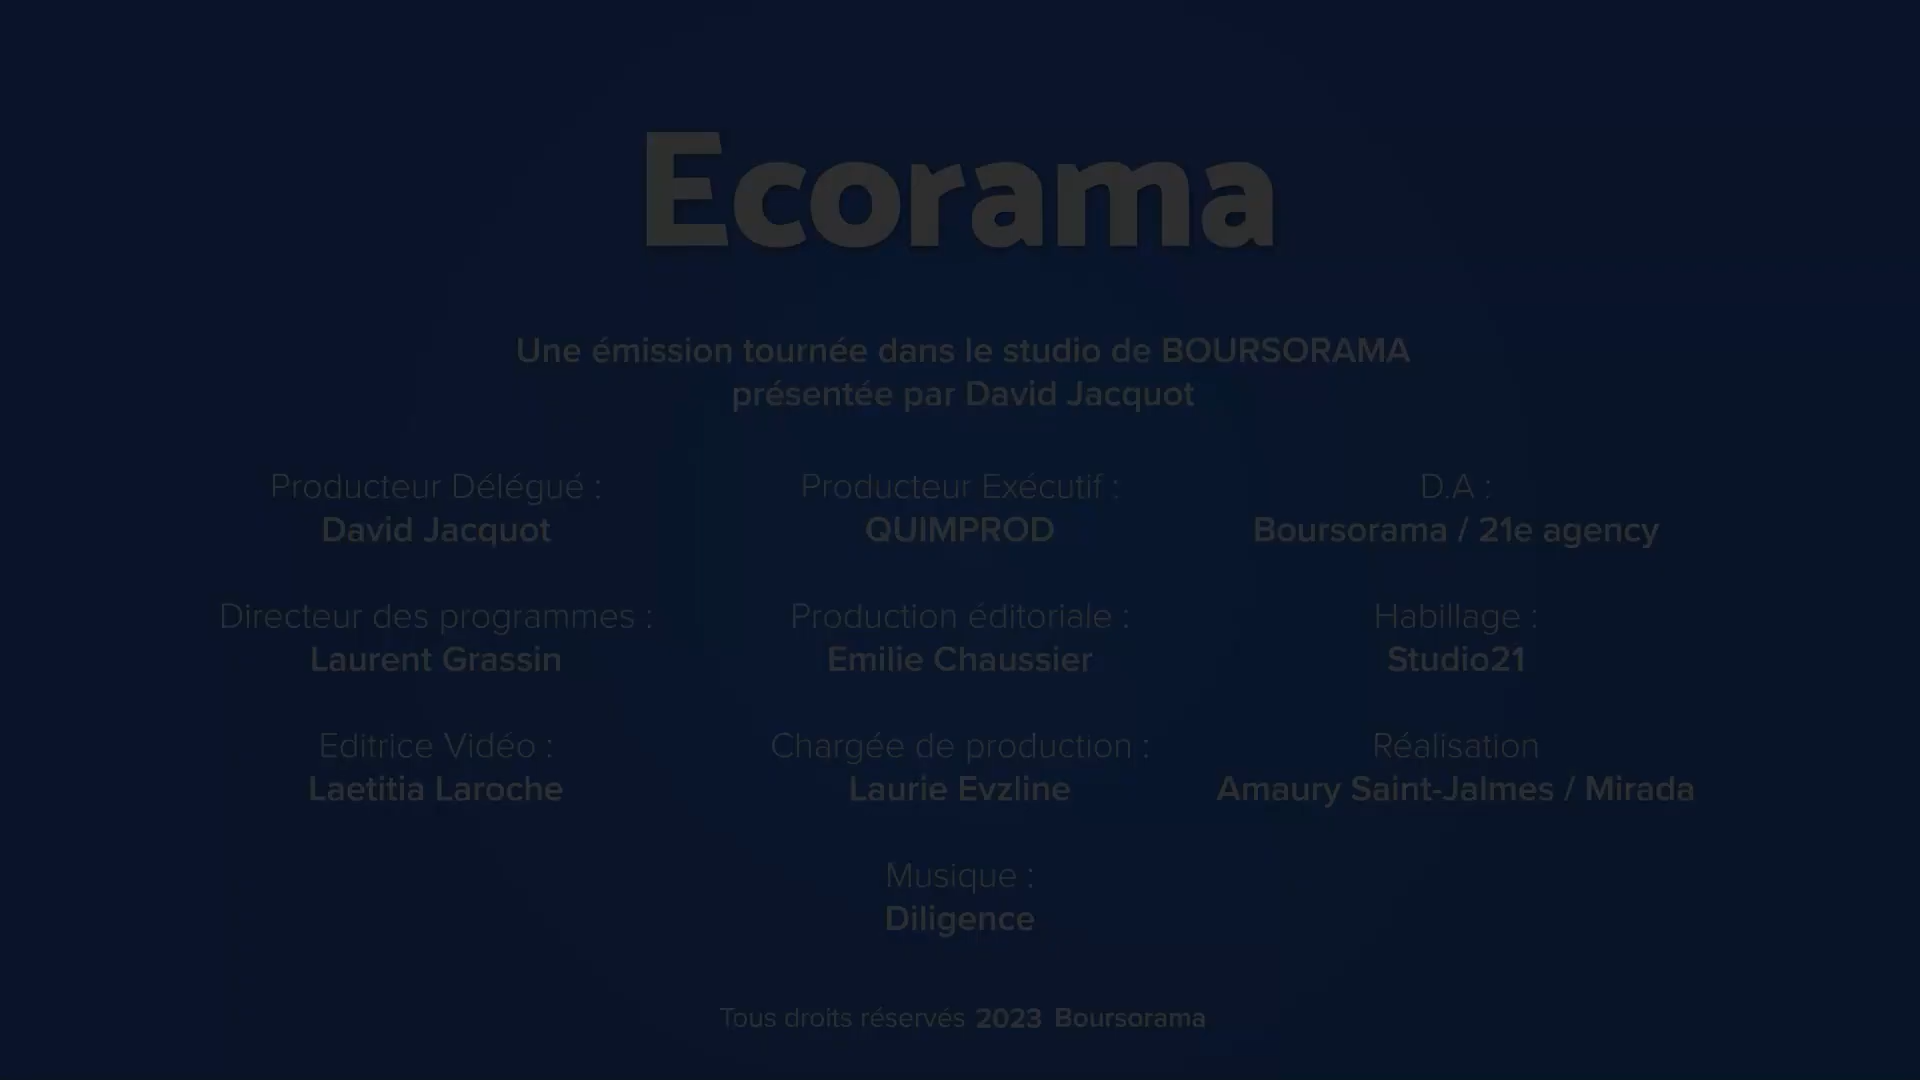 Ecorama
Une émission tournée dans le studio de BOURSORAMA
présentée par David Jacquot
Producteur Délégué :
David Jacquot
Producteur Exécutif :
QUIMPROD
D.A :
Boursorama / 21e agency
Directeur des programmes :
Laurent Grassin
Production éditoriale :
Emilie Chaussier
Habillage :
Studio21
Editrice Vidéo :
Laetitia Laroche
Chargée de production :
Laurie Evzline
Réalisation
Amaury Saint-Jalmes / Mirada
Musique :
Diligence
Tous droits réservés 2023 Boursorama